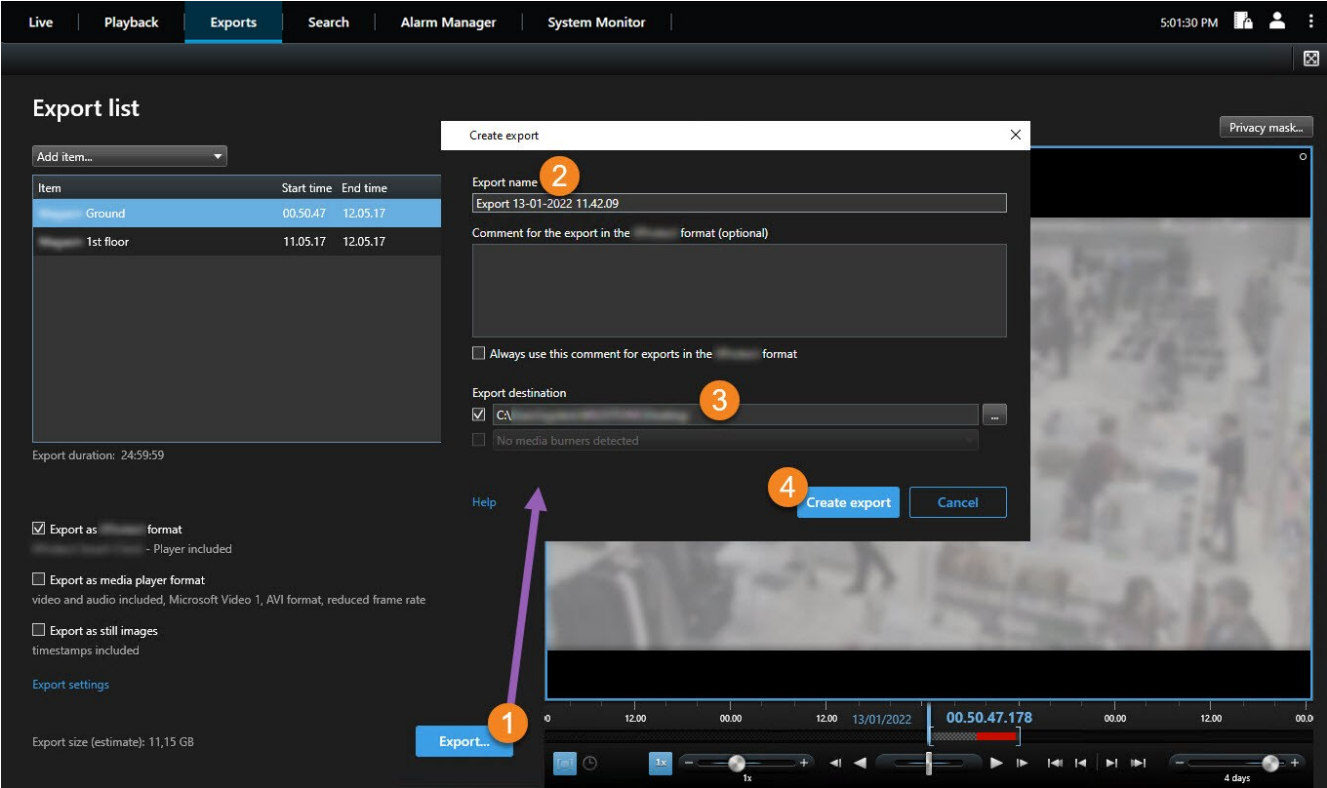 Live Playback Exports Search Alarm Manager System Monitor 5:01:30 PM
Export list
Privacy mask...
Add item...
Item Start time End time
Ground 00.50.47 12.05.17
1st floor 11.05.17 12.05.17
Export duration: 24:59:59
Export as format
- Player included
Export as media player format
video and audio included, Microsoft Video 1, AVI format, reduced frame rate
Export as still images
timestamps included
Export settings
Export size (estimate): 11,15 GB
Export...
1
Create export
2
Export name
Export 13-01-2022 11.42.09
Comment for the export in the format (optional)
Always use this comment for exports in the format
Export destination
3
C:\
...
No media burners detected
4
Help Create export Cancel
12.00 00.00 12.00 13/01/2022 00.50.47.178 00.00 12.00 00.0
1x
1x
4 days